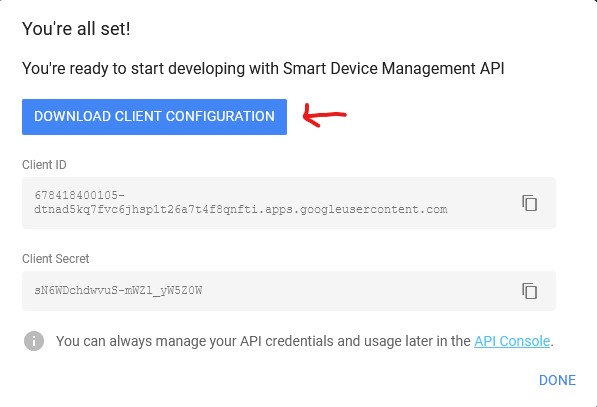 You're all set!
You're ready to start developing with Smart Device Management API
DOWNLOAD CLIENT CONFIGURATION
Client ID
678418400105-
dtnad5kq7fvc6jhsp1t26a7t4f8qnfti.apps.googleusercontent.com
Client Secret
sN6WDchdwvuS-mWZl_yW5Z0W
You can always manage your API credentials and usage later in the API Console.
DONE